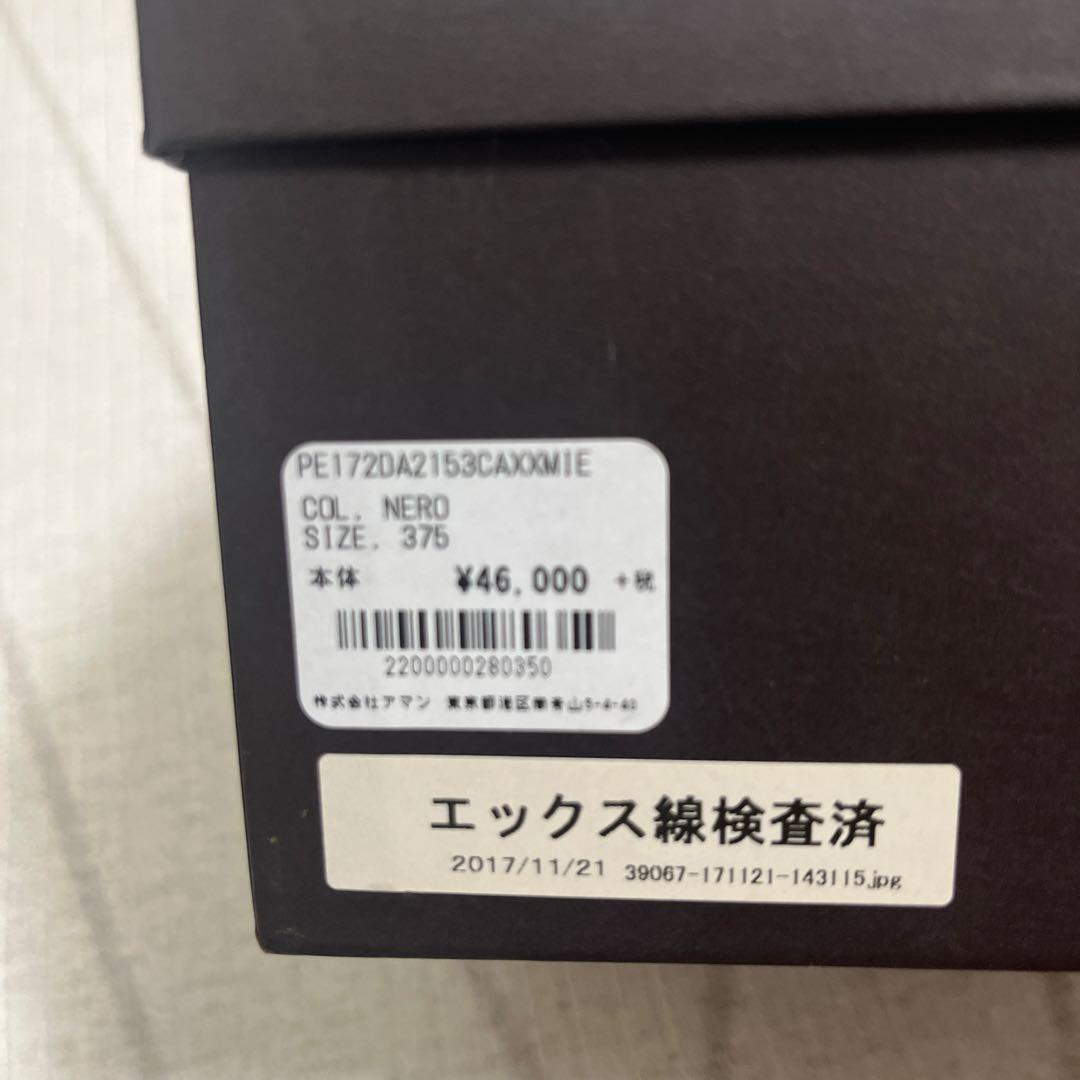 PE172DA2153CAXXMIE
COL. NERO
SIZE. 375
本体 ¥46,000 +税
2200000280350
株式会社アマン 東京都港区南青山5-4-40
エックス線検査済
2017/11/21 39067-171121-143115.jpg